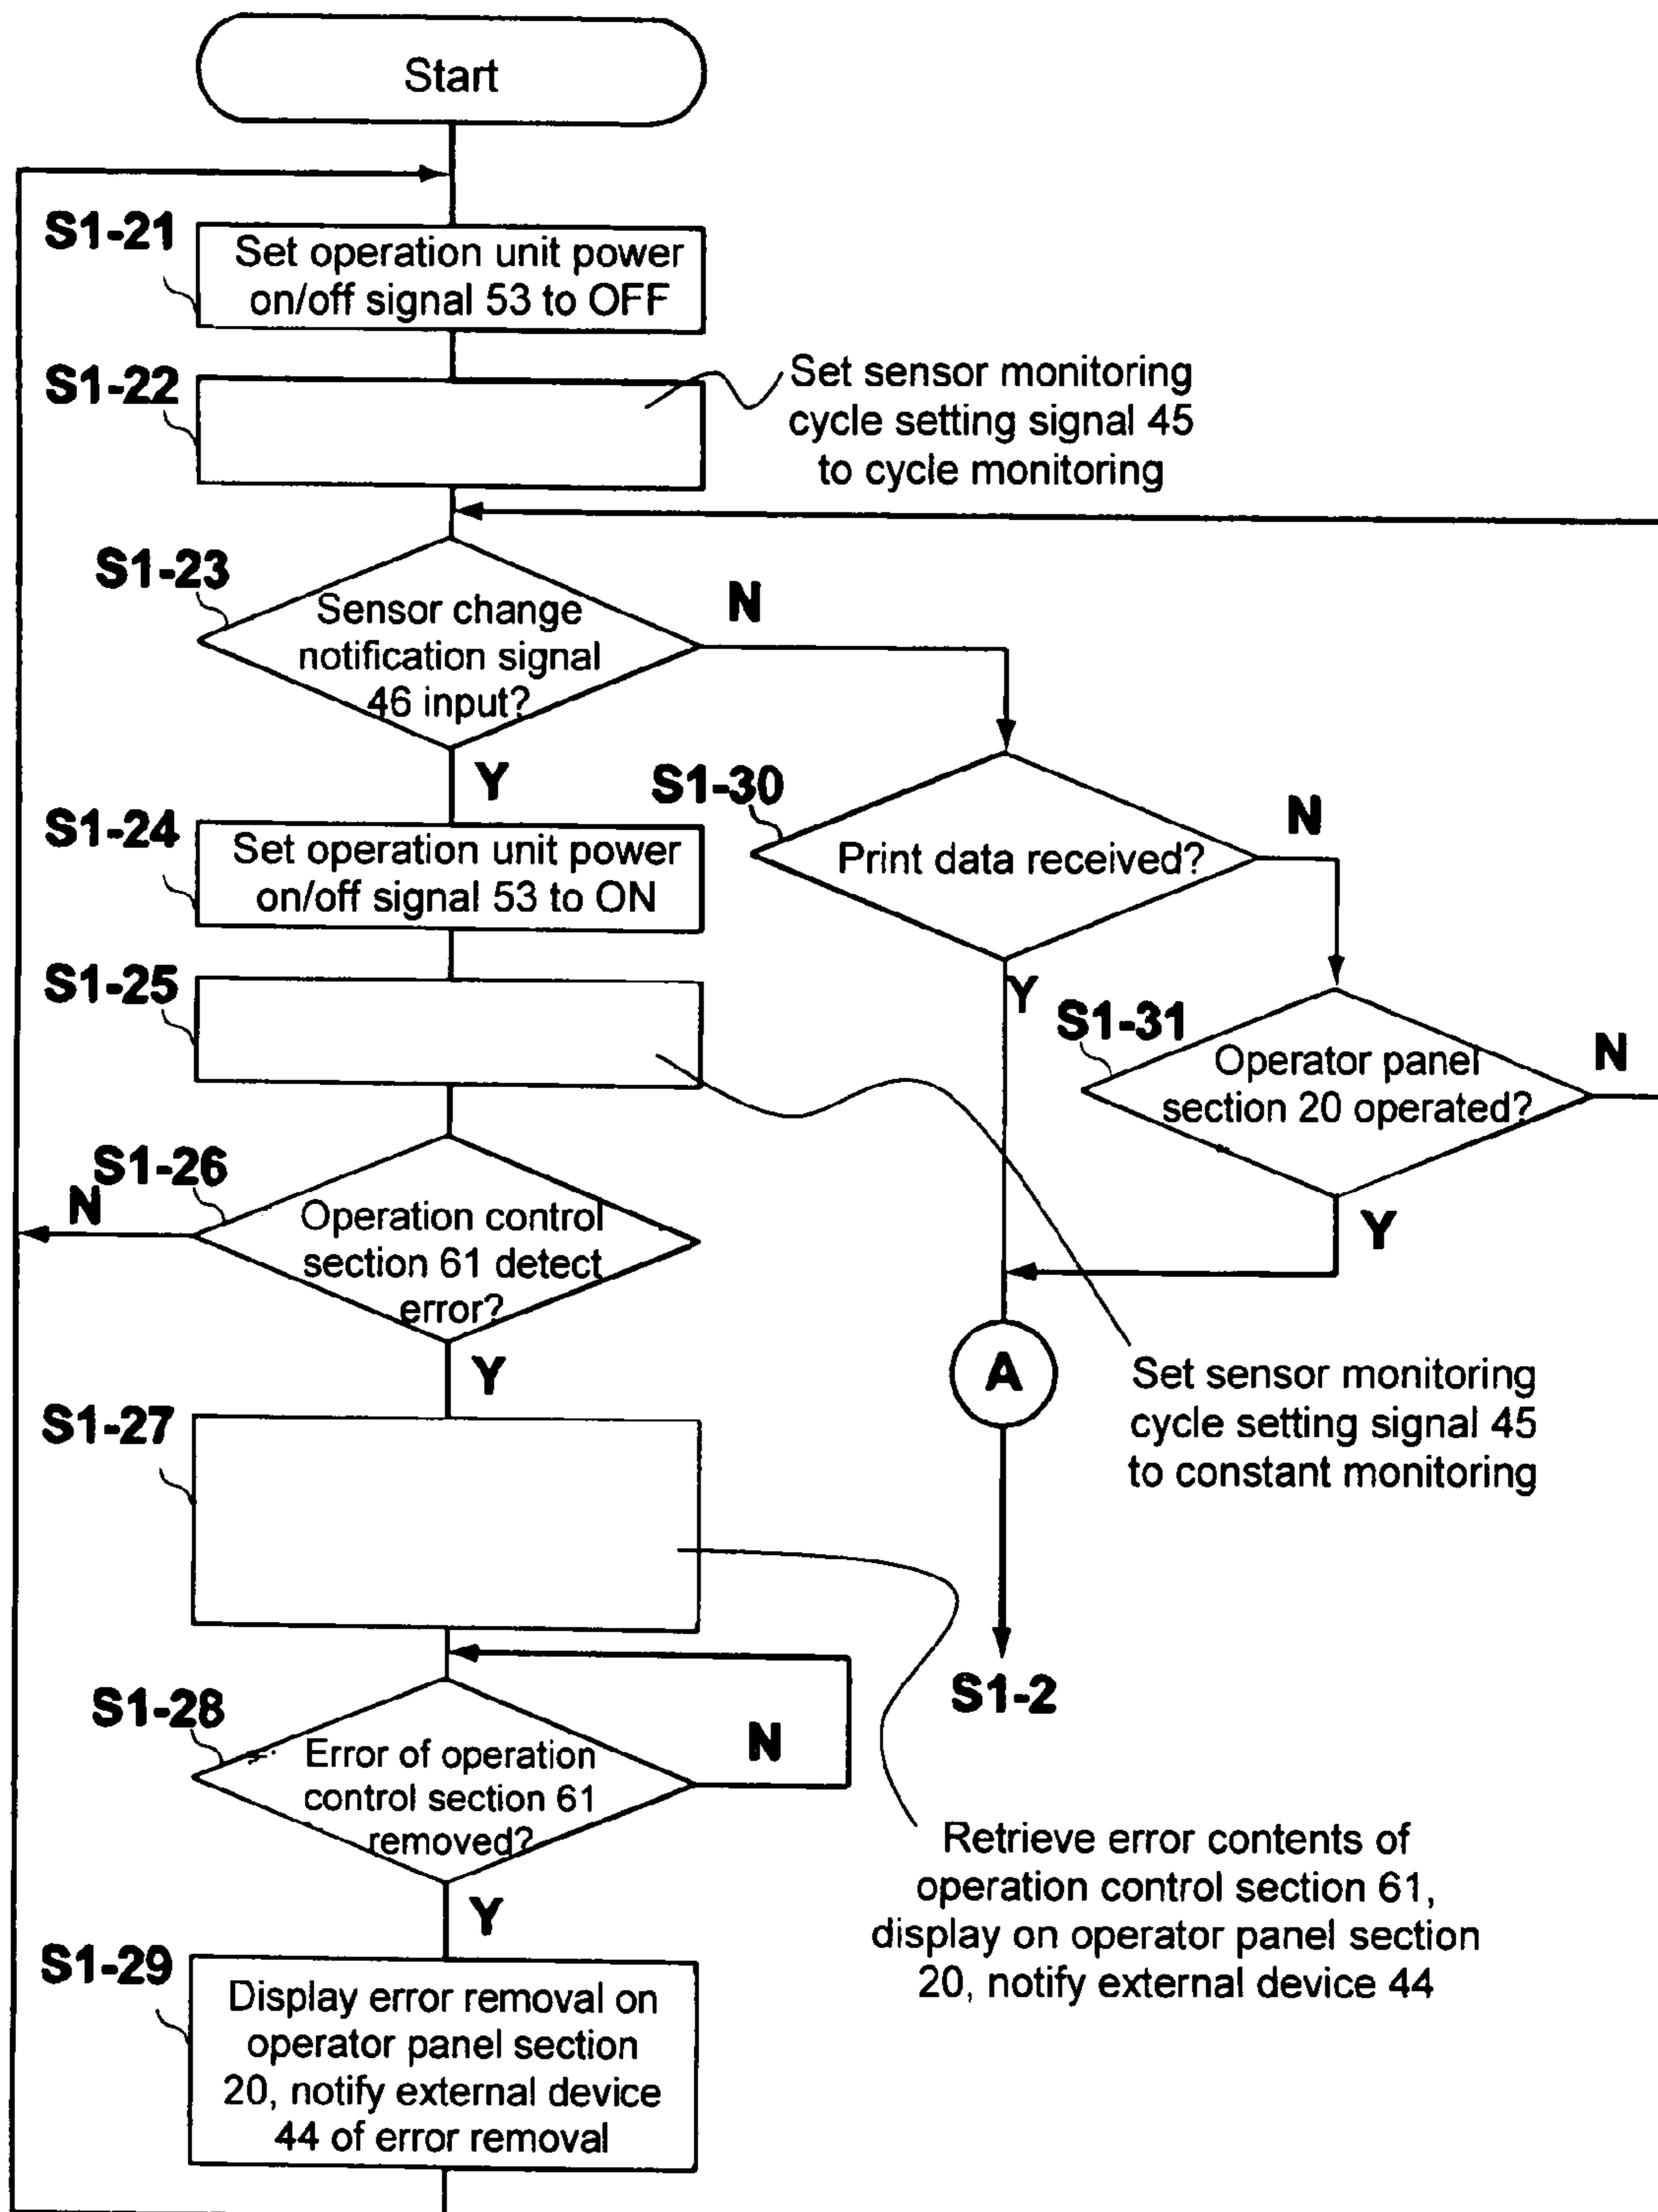 Start
S1-21
Set operation unit power
on/off signal 53 to OFF
S1-22
Set sensor monitoring
cycle setting signal 45
to cycle monitoring
S1-23
Sensor change
notification signal
46 input?
N
Y
S1-30
Print data received?
N
Y
S1-24
Set operation unit power
on/off signal 53 to ON
S1-25
S1-31
Operator panel
section 20 operated?
N
Y
S1-26
N
Operation control
section 61 detect
error?
Y
A
Set sensor monitoring
cycle setting signal 45
to constant monitoring
S1-27
S1-2
S1-28
Error of operation
control section 61
removed?
N
Y
Retrieve error contents of
operation control section 61,
display on operator panel section
20, notify external device 44
S1-29
Display error removal on
operator panel section
20, notify external device
44 of error removal